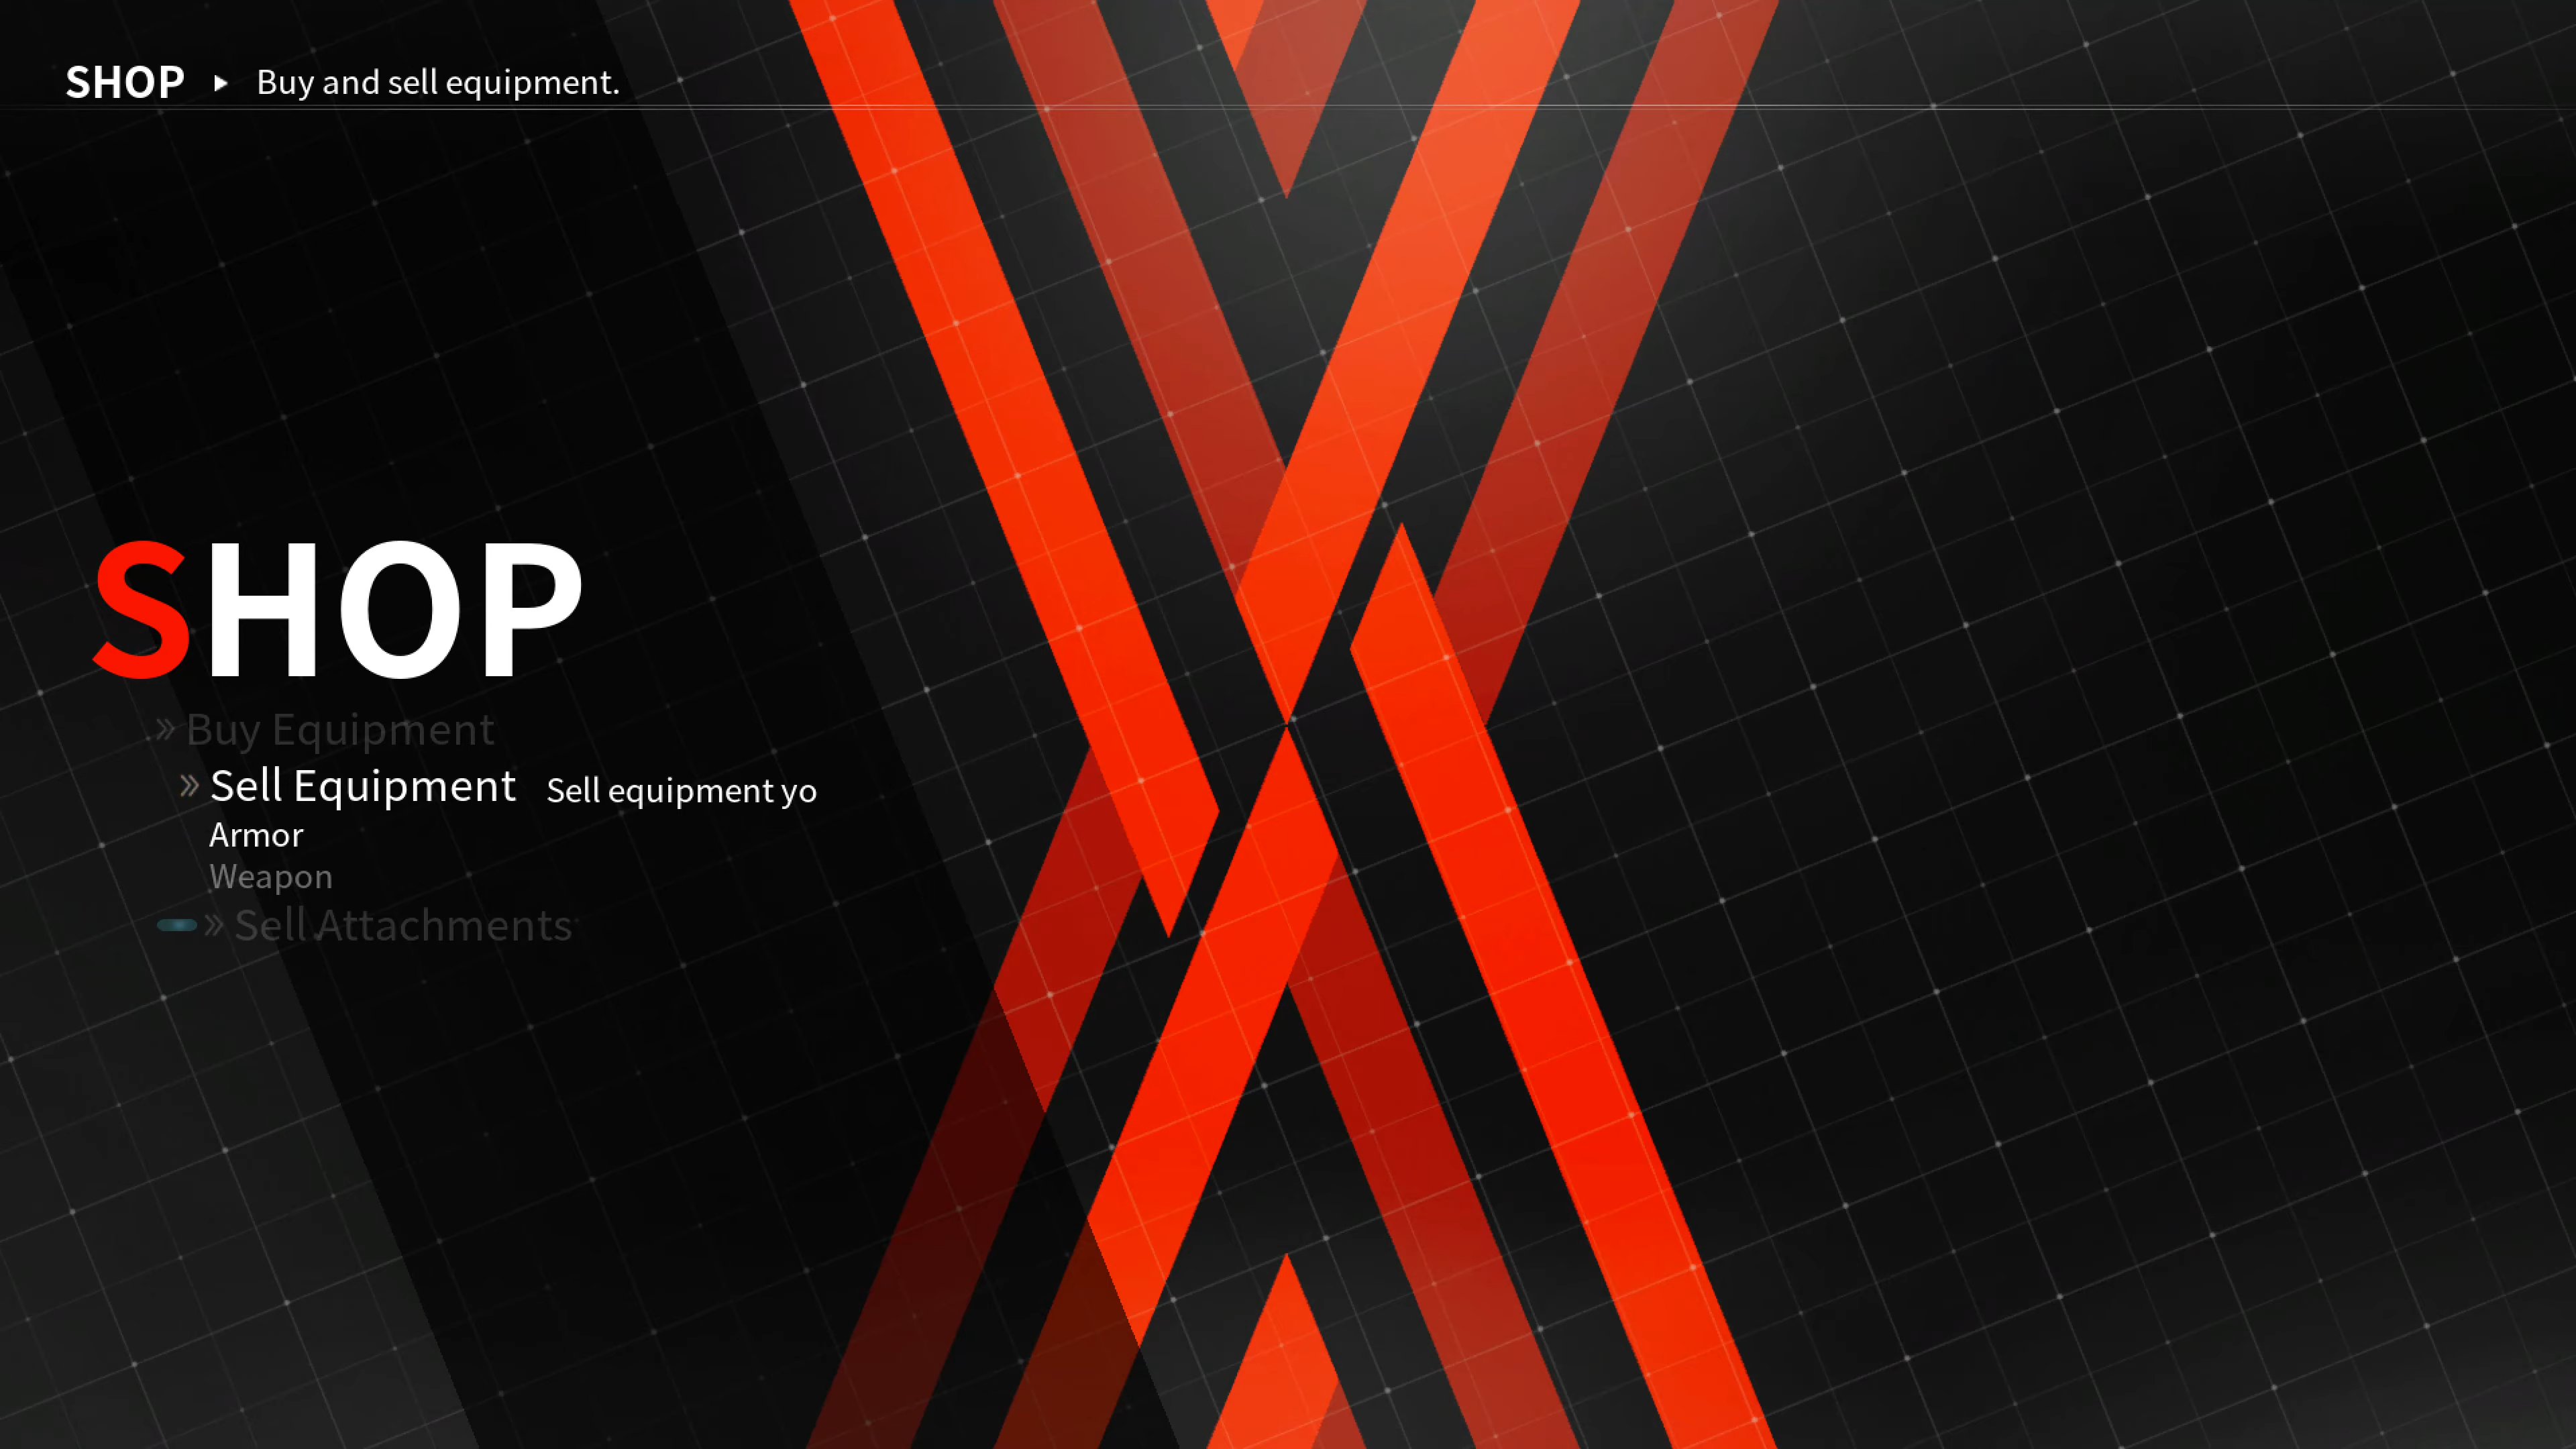 SHOP ▶ Buy and sell equipment.
SHOP
» Buy Equipment
» Sell Equipment Sell equipment yo
Armor
Weapon
» Sell Attachments